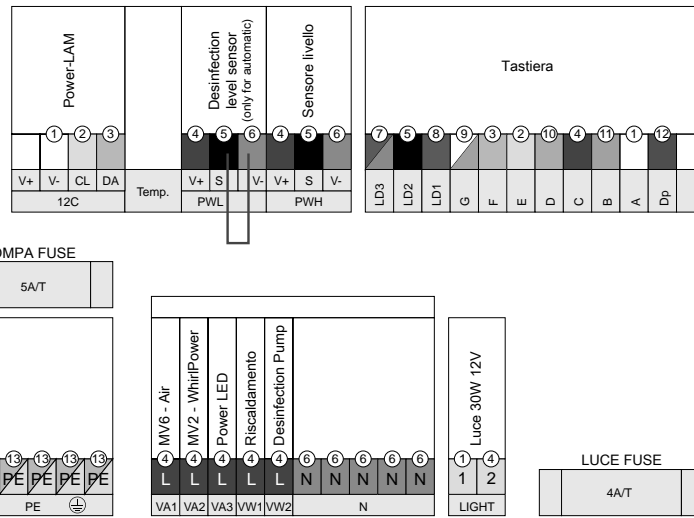 Power-LAM
Desinfection
level sensor
(only for automatic)
Sensore livello
Tastiera
1 2 3 4 5 6 4 5 6
7 5 8 9 3 2 10 4 11 1 12
V+ V- CL DA
Temp.
V+ S V- V+ S V-
LD3 LD2 LD1 G F E D C B A Dp
12C
PWL
PWH
OMPA FUSE
5A/T
MV6 - Air
MV2 - WhirlPower
Power LED
Riscaldamento
Desinfection Pump
Luce 30W 12V
13 13 13 13
4 4 4 4 4 6 6 6 6 6
1 4
PE PE PE PE
L L L L L N N N N N
1 2
PE
VA1 VA2 VA3 VW1 VW2
N
LIGHT
LUCE FUSE
4A/T